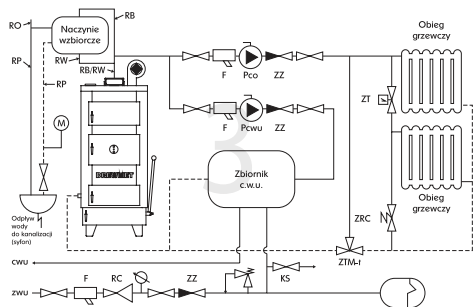 RO
RB
Naczynie
wzbiorcze
RW
RP
RB/RW
RP
M
F
Pco
ZZ
Obieg
grzewczy
ZT
F
Pcwu
ZZ
3
Zbiornik
c.w.u.
Obieg
grzewczy
ZRC
Odpływ
wody
do kanalizacji
(syfon)
cwu
ZTM-t
KS
zwu
F
RC
ZZ